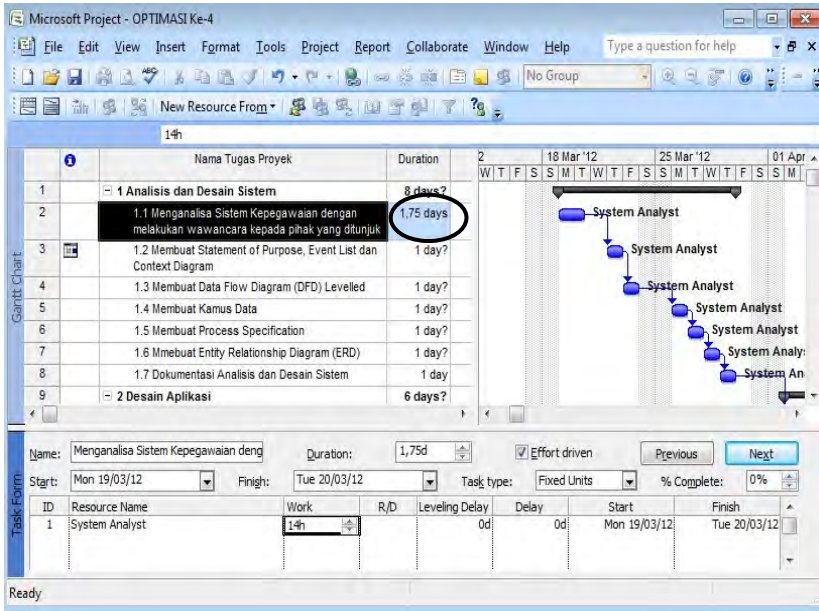 Microsoft Project - OPTIMASI Ke-4
File Edit View Insert Format Tools Project Report Collaborate Window Help Type a question for help
No Group
New Resource From
14h
Nama Tugas Proyek Duration 2 18 Mar '12 25 Mar '12 01 Apr
W T F S S M T W T F S S M T W T F S S M
1 1 Analisis dan Desain Sistem 8 days?
2 1.1 Menganalisa Sistem Kepegawaian dengan 1,75 days System Analyst
melakukan wawancara kepada pihak yang ditunjuk
3 1.2 Membuat Statement of Purpose, Event List dan 1 day? System Analyst
Context Diagram
4 1.3 Membuat Data Flow Diagram (DFD) Levelled 1 day? System Analyst
5 1.4 Membuat Kamus Data 1 day? System Analyst
6 1.5 Membuat Process Specification 1 day? System Analyst
7 1.6 Mmebuat Entity Relationship Diagram (ERD) 1 day? System Analy
8 1.7 Dokumentasi Analisis dan Desain Sistem 1 day System An
9 2 Desain Aplikasi 6 days?
Gantt Chart
Name: Menganalisa Sistem Kepegawaian deng Duration: 1,75d Effort driven Previous Next
Start: Mon 19/03/12 Finish: Tue 20/03/12 Task type: Fixed Units % Complete: 0%
ID Resource Name Work R/D Leveling Delay Delay Start Finish
1 System Analyst 14h 0d 0d Mon 19/03/12 Tue 20/03/12
Task Form
Ready